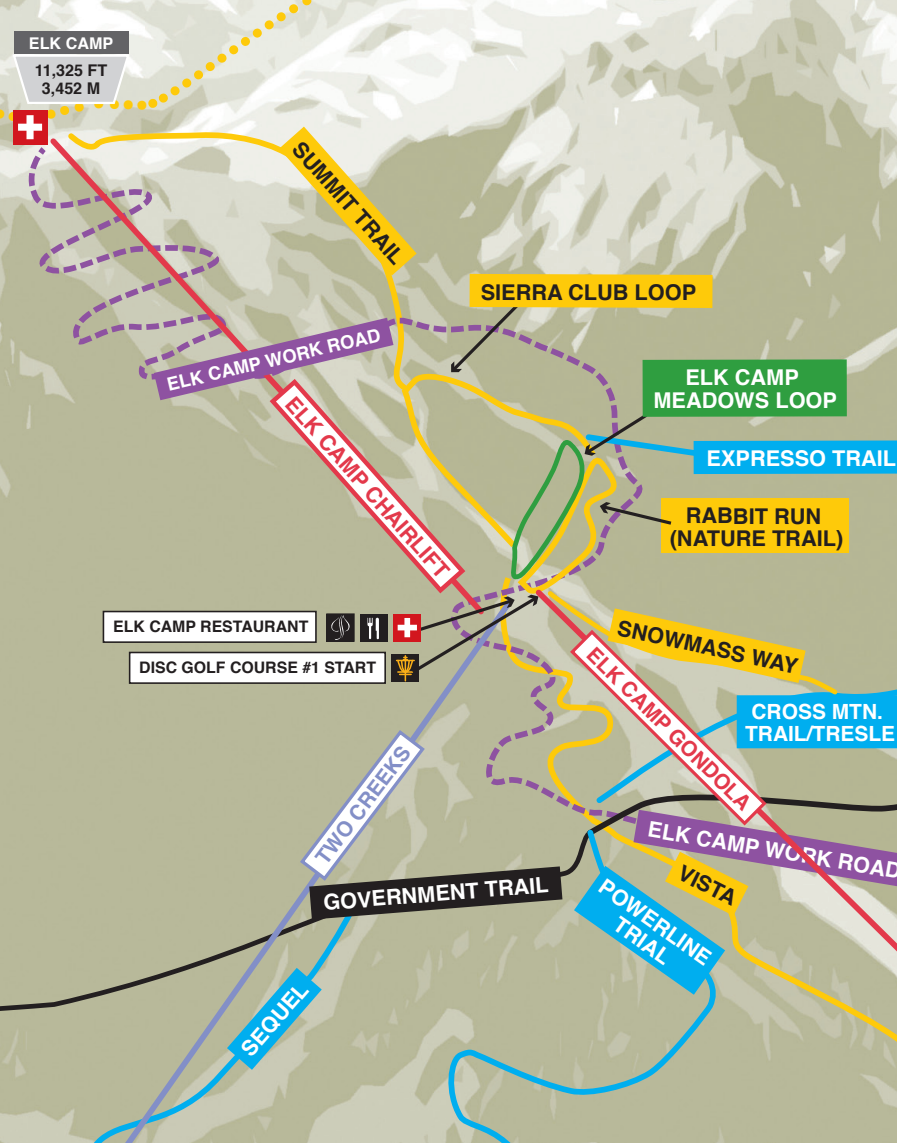 ELK CAMP
11,325 FT
3,452 M
SUMMIT TRAIL
SIERRA CLUB LOOP
ELK CAMP WORK ROAD
ELK CAMP
MEADOWS LOOP
ELK CAMP CHAIRLIFT
EXPRESSO TRAIL
RABBIT RUN
(NATURE TRAIL)
ELK CAMP RESTAURANT
SNOWMASS WAY
DISC GOLF COURSE #1 START
ELK CAMP GONDOLA
CROSS MTN.
TRAIL/TRESLE
TWO CREEKS
ELK CAMP WORK ROAD
VISTA
GOVERNMENT TRAIL
POWERLINE
TRIAL
SEQUEL